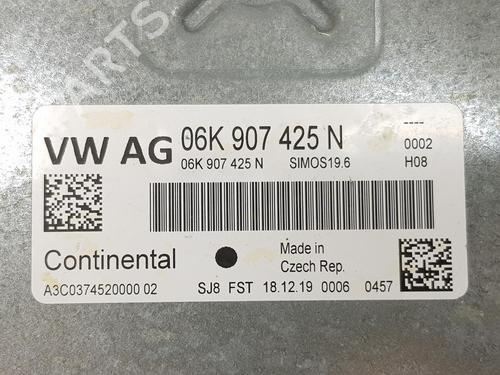 PARTS
VW AG 06K 907 425 N
----
0002
06K 907 425 N SIMOS19.6 H08
Continental
Made in
Czech Rep.
A3C0374520000 02 SJ8 FST 18.12.19 0006 0457